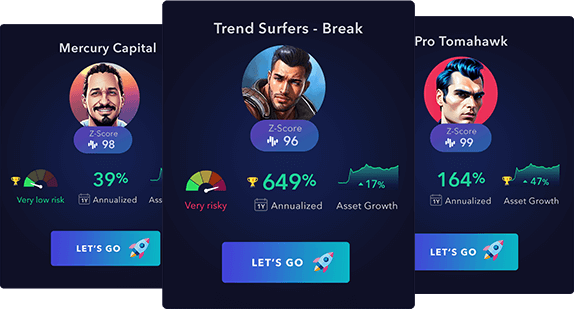 Mercury Capital
Z-Score
98
39%
Very low risk
1Y Annualized
LET'S GO
Trend Surfers - Break
Z-Score
96
649%
17%
Very risky
1Y Annualized
Asset Growth
LET'S GO
Pro Tomahawk
Z-Score
99
164%
47%
1Y Annualized
Asset Growth
LET'S GO